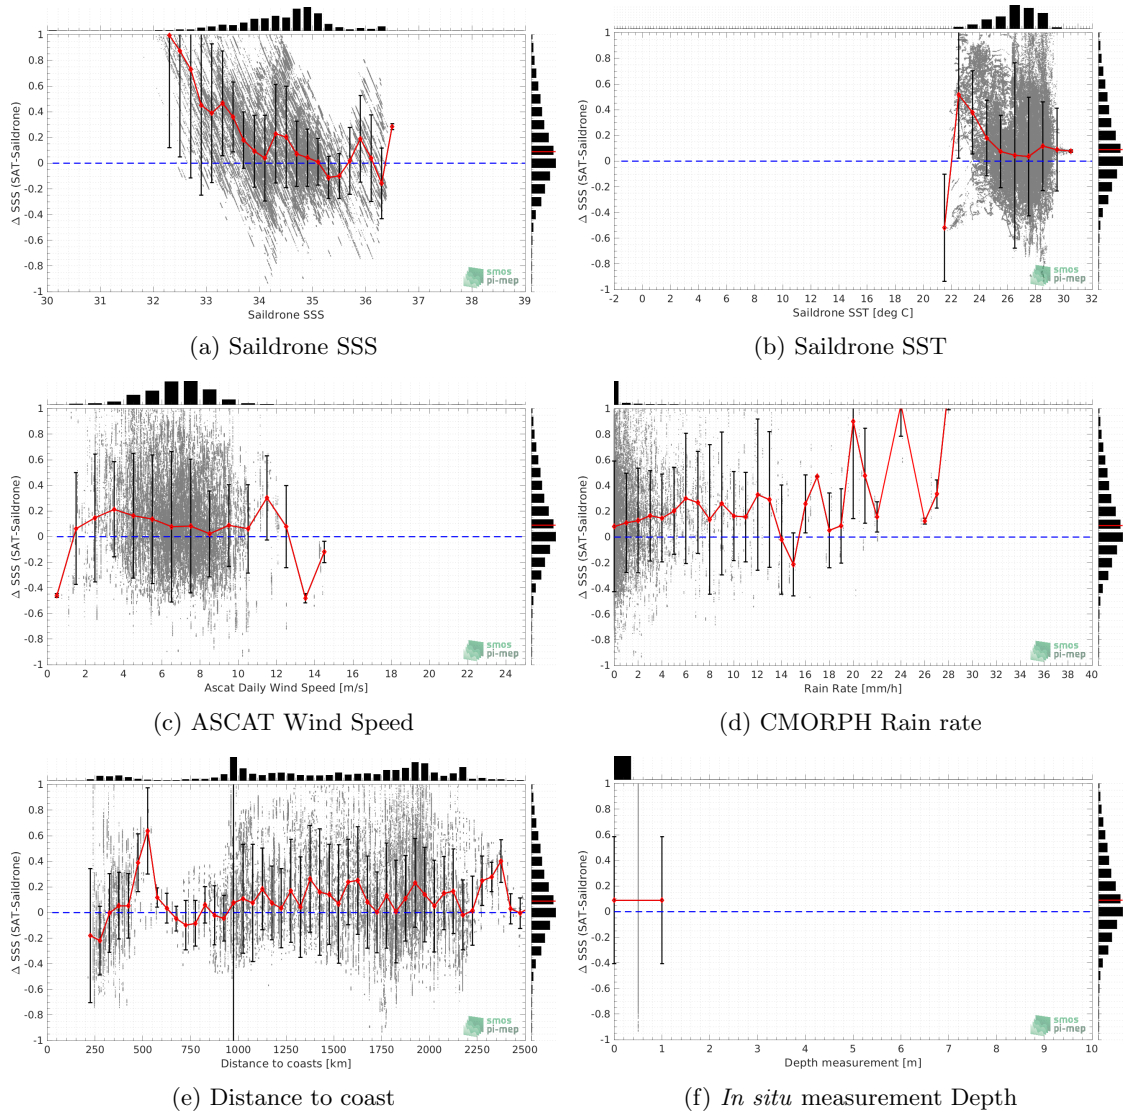 Δ SSS (SAT-Saildrone)
1
0.8
0.6
0.4
0.2
0
-0.2
-0.4
-0.6
-0.8
-1
30 31 32 33 34 35 36 37 38 39
Saildrone SSS
smos
pi-mep
(a) Saildrone SSS
Δ SSS (SAT-Saildrone)
1
0.8
0.6
0.4
0.2
0
-0.2
-0.4
-0.6
-0.8
-1
-2 0 2 4 6 8 10 12 14 16 18 20 22 24 26 28 30 32
Saildrone SST [deg C]
smos
pi-mep
(b) Saildrone SST
Δ SSS (SAT-Saildrone)
1
0.8
0.6
0.4
0.2
0
-0.2
-0.4
-0.6
-0.8
-1
0 2 4 6 8 10 12 14 16 18 20 22 24
Ascat Daily Wind Speed [m/s]
smos
pi-mep
(c) ASCAT Wind Speed
Δ SSS (SAT-Saildrone)
1
0.8
0.6
0.4
0.2
0
-0.2
-0.4
-0.6
-0.8
-1
0 2 4 6 8 10 12 14 16 18 20 22 24 26 28 30 32 34 36 38 40
Rain Rate [mm/h]
smos
pi-mep
(d) CMORPH Rain rate
Δ SSS (SAT-Saildrone)
1
0.8
0.6
0.4
0.2
0
-0.2
-0.4
-0.6
-0.8
-1
0 250 500 750 1000 1250 1500 1750 2000 2250 2500
Distance to coasts [km]
smos
pi-mep
(e) Distance to coast
Δ SSS (SAT-Saildrone)
1
0.8
0.6
0.4
0.2
0
-0.2
-0.4
-0.6
-0.8
-1
0 1 2 3 4 5 6 7 8 9 10
Depth measurement [m]
smos
pi-mep
(f) In situ measurement Depth